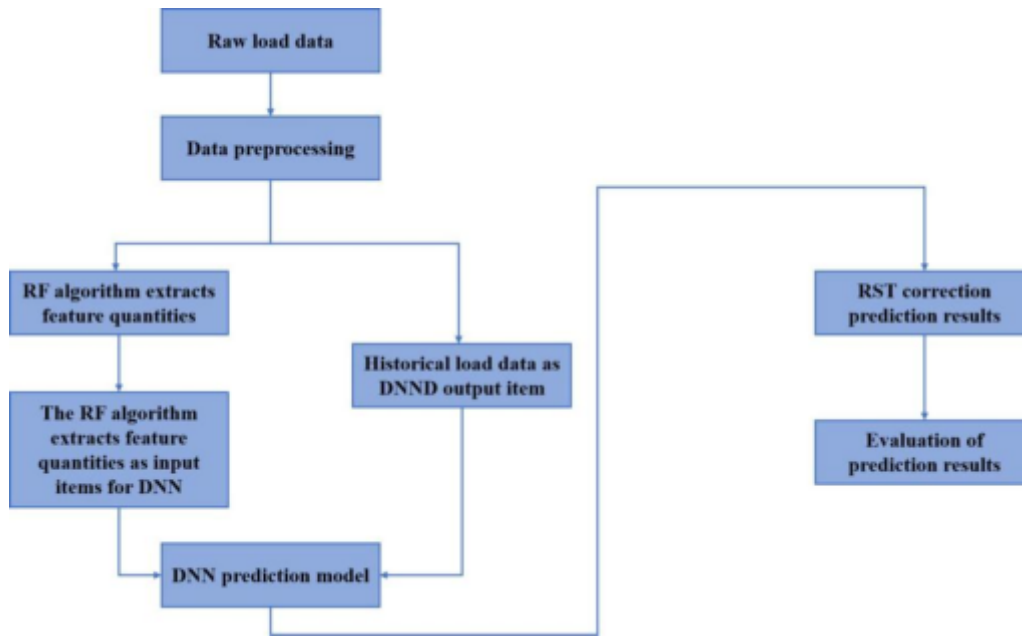 Raw load data
Data preprocessing
RF algorithm extracts
feature quantities
The RF algorithm
extracts feature
quantities as input
items for DNN
Historical load data as
DNND output item
DNN prediction model
RST correction
prediction results
Evaluation of
prediction results